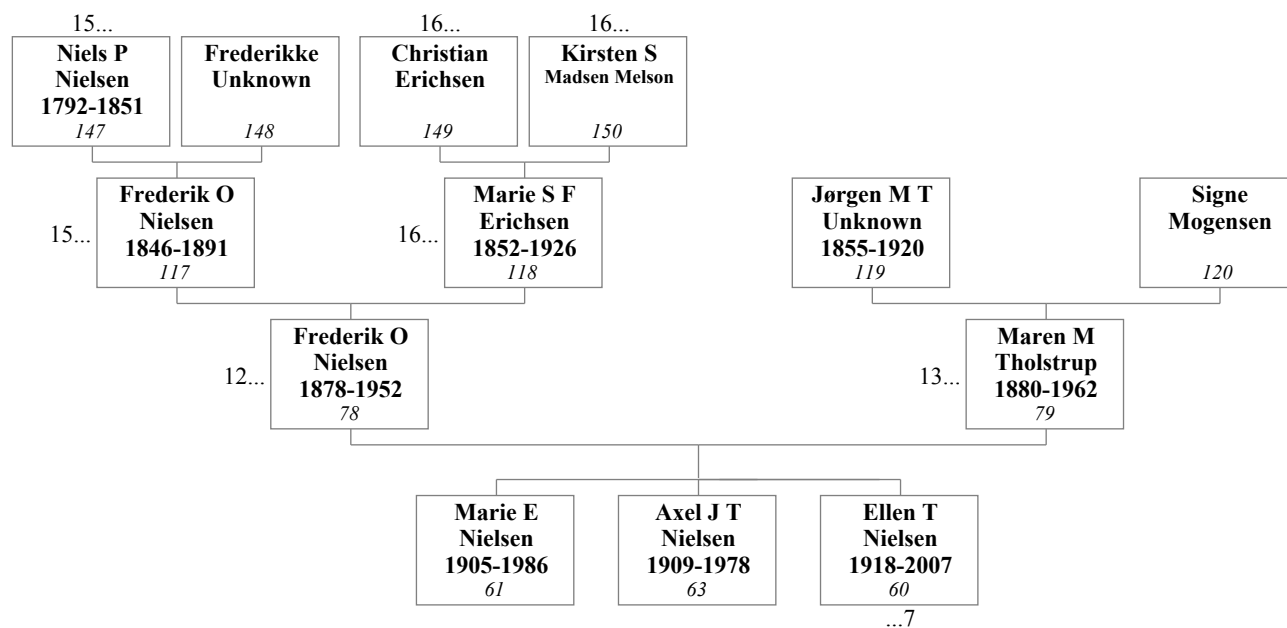 15...
16...
16...
Niels P
Nielsen
1792-1851
147
Frederikke
Unknown
148
Christian
Erichsen
149
Kirsten S
Madsen Melson
150
15...
Frederik O
Nielsen
1846-1891
117
16...
Marie S F
Erichsen
1852-1926
118
Jørgen M T
Unknown
1855-1920
119
Signe
Mogensen
120
12...
Frederik O
Nielsen
1878-1952
78
13...
Maren M
Tholstrup
1880-1962
79
Marie E
Nielsen
1905-1986
61
Axel J T
Nielsen
1909-1978
63
Ellen T
Nielsen
1918-2007
60
...7